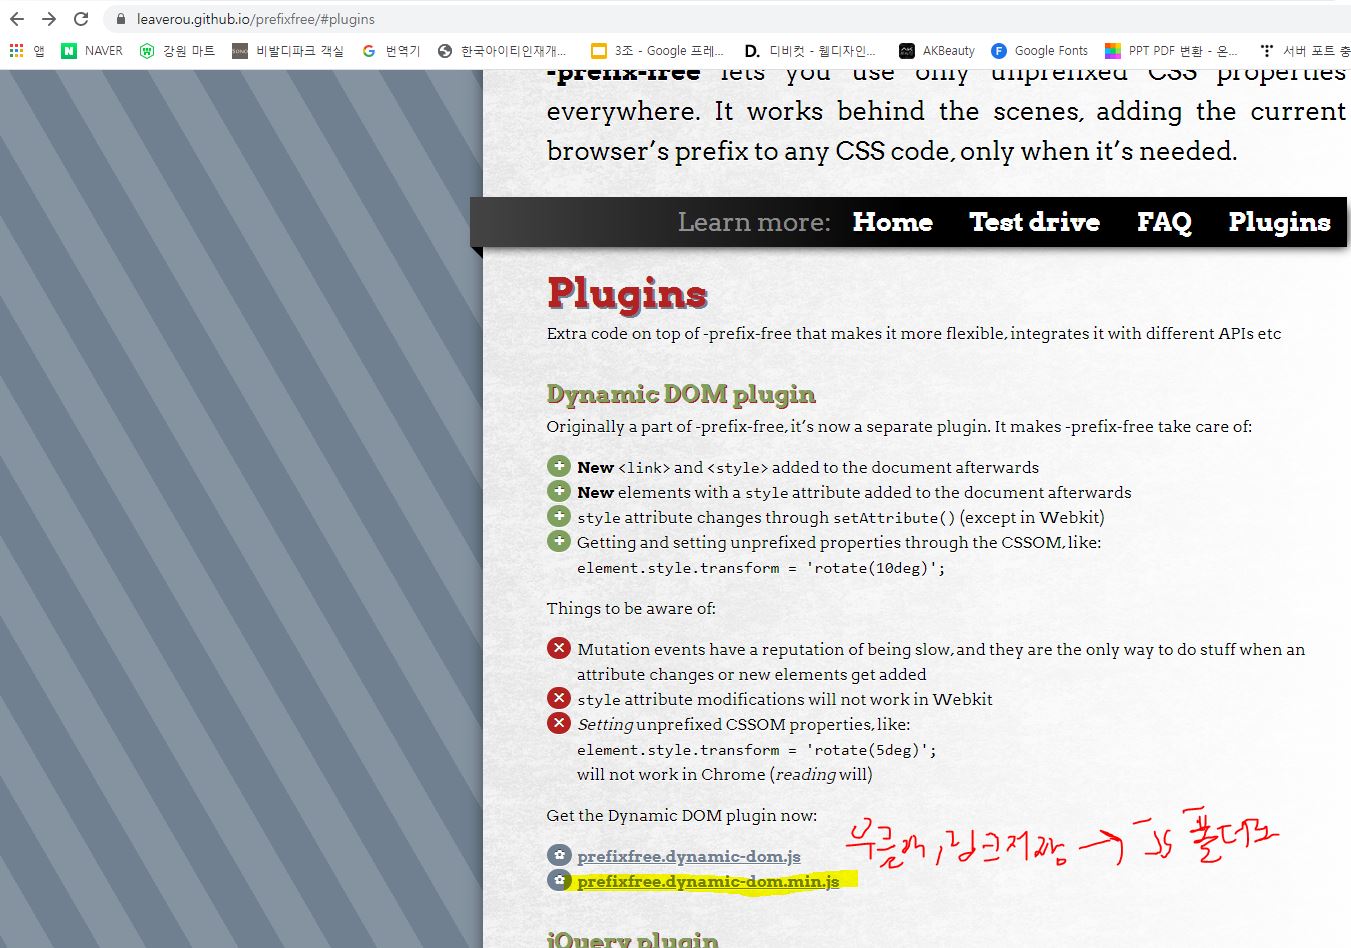 leaverou.github.io/prefixfree/#plugins
앱 NAVER 강원 마트 비발디파크 객실 번역기 한국아이티인재개... 3조 - Google 프레... 디비컷 - 웹디자인... AKBeauty Google Fonts PPT PDF 변환 - 온... 서버 포트 충
-prefix-free lets you use only unprefixed CSS properties
everywhere. It works behind the scenes, adding the current
browser’s prefix to any CSS code, only when it’s needed.
Learn more: Home Test drive FAQ Plugins
Plugins
Extra code on top of -prefix-free that makes it more flexible, integrates it with different APIs etc
Dynamic DOM plugin
Originally a part of -prefix-free, it’s now a separate plugin. It makes -prefix-free take care of:
New <link> and <style> added to the document afterwards
New elements with a style attribute added to the document afterwards
style attribute changes through setAttribute() (except in Webkit)
Getting and setting unprefixed properties through the CSSOM, like:
element.style.transform = 'rotate(10deg)';
Things to be aware of:
Mutation events have a reputation of being slow, and they are the only way to do stuff when an
attribute changes or new elements get added
style attribute modifications will not work in Webkit
Setting unprefixed CSSOM properties, like:
element.style.transform = 'rotate(5deg)';
will not work in Chrome (reading will)
Get the Dynamic DOM plugin now:
우클릭, 링크저장 → JS 폴더로
prefixfree.dynamic-dom.js
prefixfree.dynamic-dom.min.js
jQuery plugin